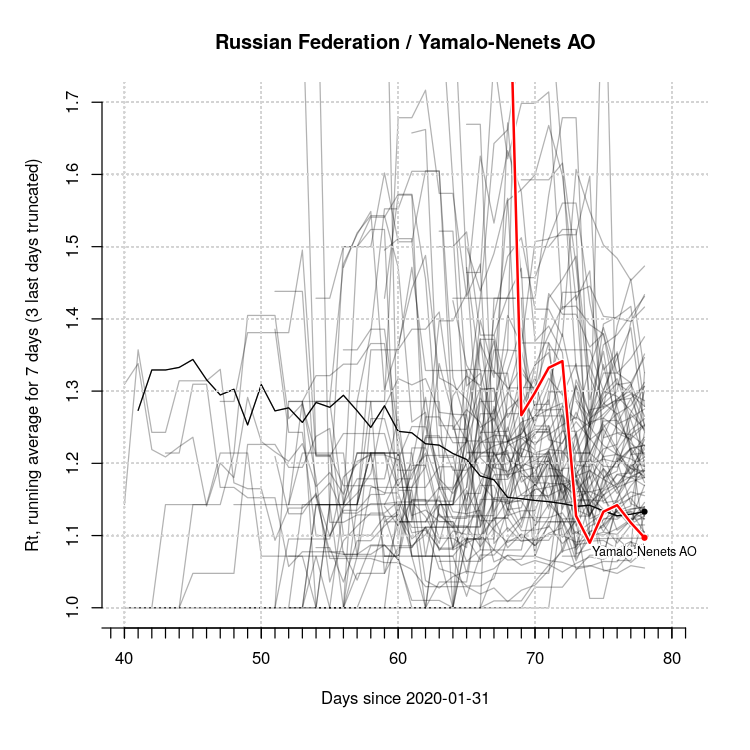 Russian Federation / Yamalo-Nenets AO
Rt, running average for 7 days (3 last days truncated)
1.7
1.6
1.5
1.4
1.3
1.2
1.1
1.0
Yamalo-Nenets AO
40 50 60 70 80
Days since 2020-01-31